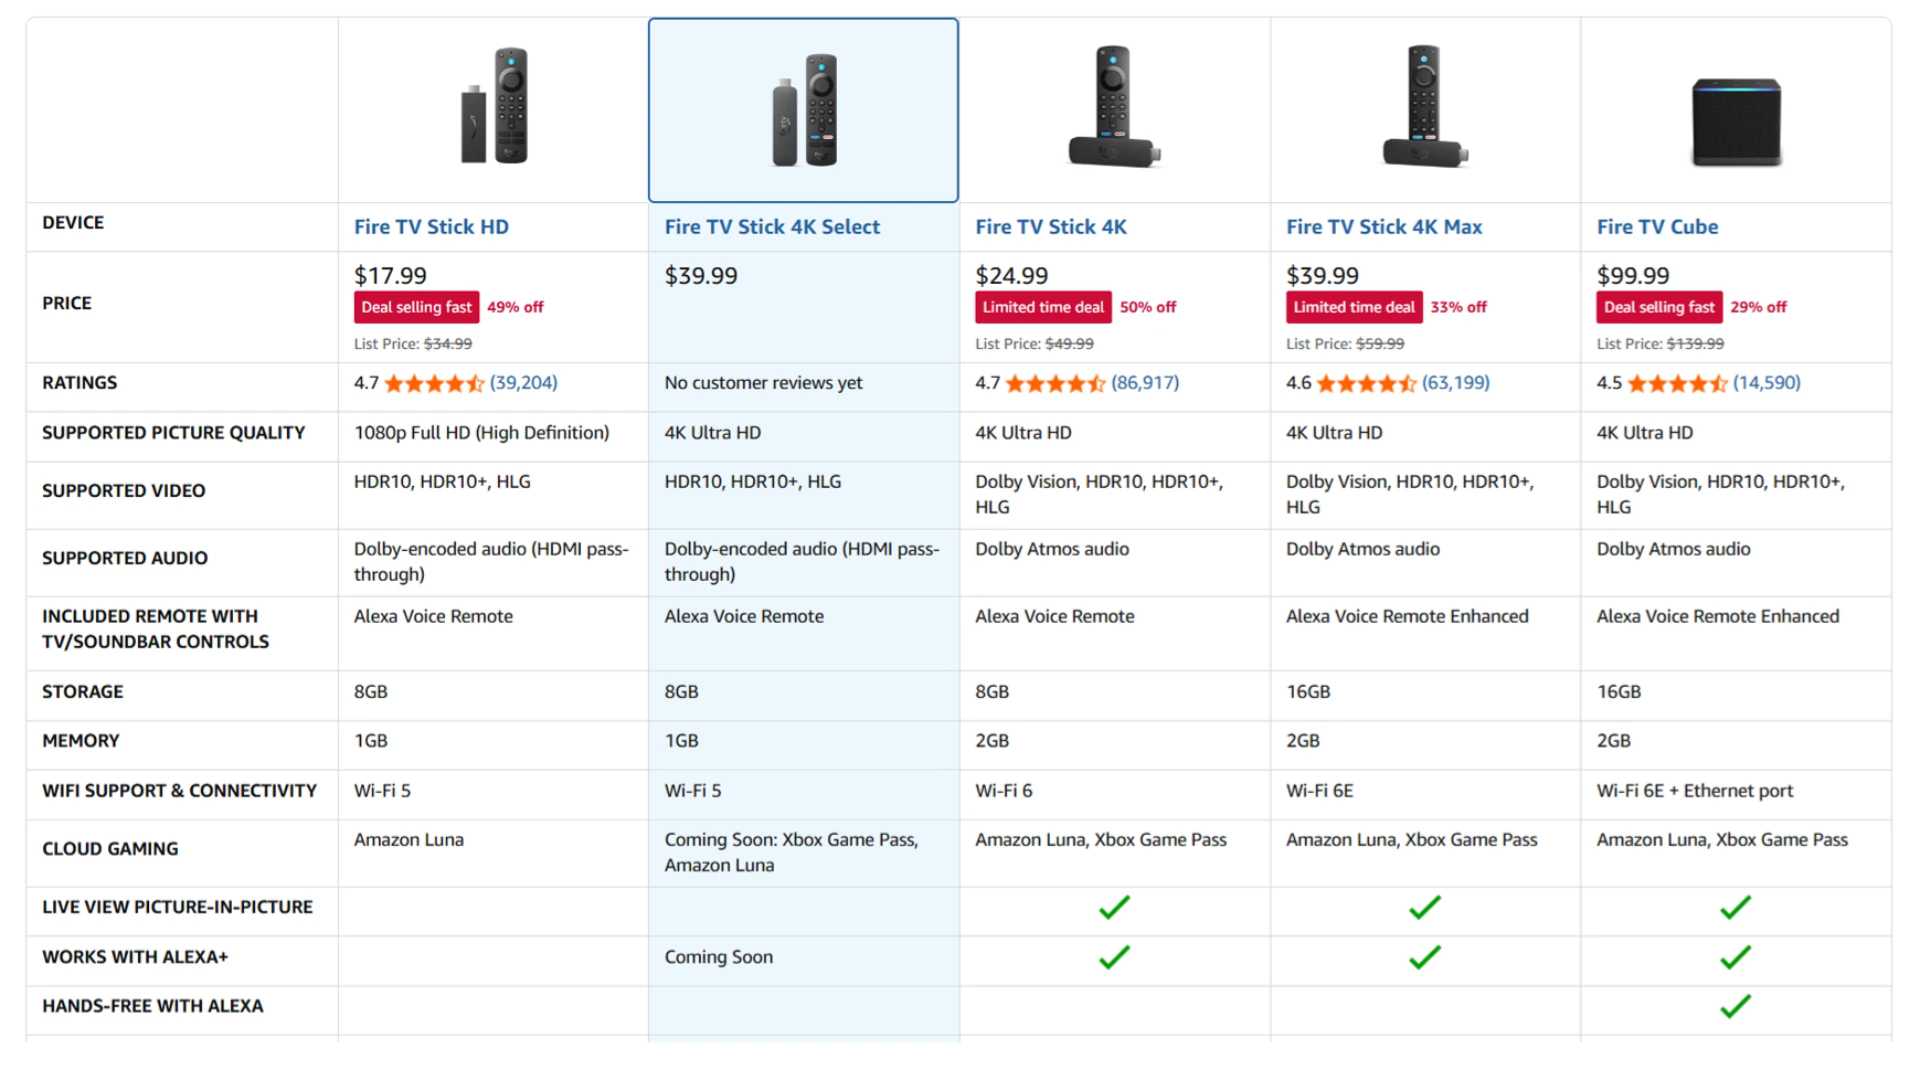 DEVICE
Fire TV Stick HD
Fire TV Stick 4K Select
Fire TV Stick 4K
Fire TV Stick 4K Max
Fire TV Cube
PRICE
$17.99
Deal selling fast 49% off
List Price: $34.99
$39.99
$24.99
Limited time deal 50% off
List Price: $49.99
$39.99
Limited time deal 33% off
List Price: $59.99
$99.99
Deal selling fast 29% off
List Price: $139.99
RATINGS
4.7 (39,204)
No customer reviews yet
4.7 (86,917)
4.6 (63,199)
4.5 (14,590)
SUPPORTED PICTURE QUALITY
1080p Full HD (High Definition)
4K Ultra HD
4K Ultra HD
4K Ultra HD
4K Ultra HD
SUPPORTED VIDEO
HDR10, HDR10+, HLG
HDR10, HDR10+, HLG
Dolby Vision, HDR10, HDR10+,
HLG
Dolby Vision, HDR10, HDR10+,
HLG
Dolby Vision, HDR10, HDR10+,
HLG
SUPPORTED AUDIO
Dolby-encoded audio (HDMI pass-
through)
Dolby-encoded audio (HDMI pass-
through)
Dolby Atmos audio
Dolby Atmos audio
Dolby Atmos audio
INCLUDED REMOTE WITH
TV/SOUNDBAR CONTROLS
Alexa Voice Remote
Alexa Voice Remote
Alexa Voice Remote
Alexa Voice Remote Enhanced
Alexa Voice Remote Enhanced
STORAGE
8GB
8GB
8GB
16GB
16GB
MEMORY
1GB
1GB
2GB
2GB
2GB
WIFI SUPPORT & CONNECTIVITY
Wi-Fi 5
Wi-Fi 5
Wi-Fi 6
Wi-Fi 6E
Wi-Fi 6E + Ethernet port
CLOUD GAMING
Amazon Luna
Coming Soon: Xbox Game Pass,
Amazon Luna
Amazon Luna, Xbox Game Pass
Amazon Luna, Xbox Game Pass
Amazon Luna, Xbox Game Pass
LIVE VIEW PICTURE-IN-PICTURE
WORKS WITH ALEXA+
Coming Soon
HANDS-FREE WITH ALEXA